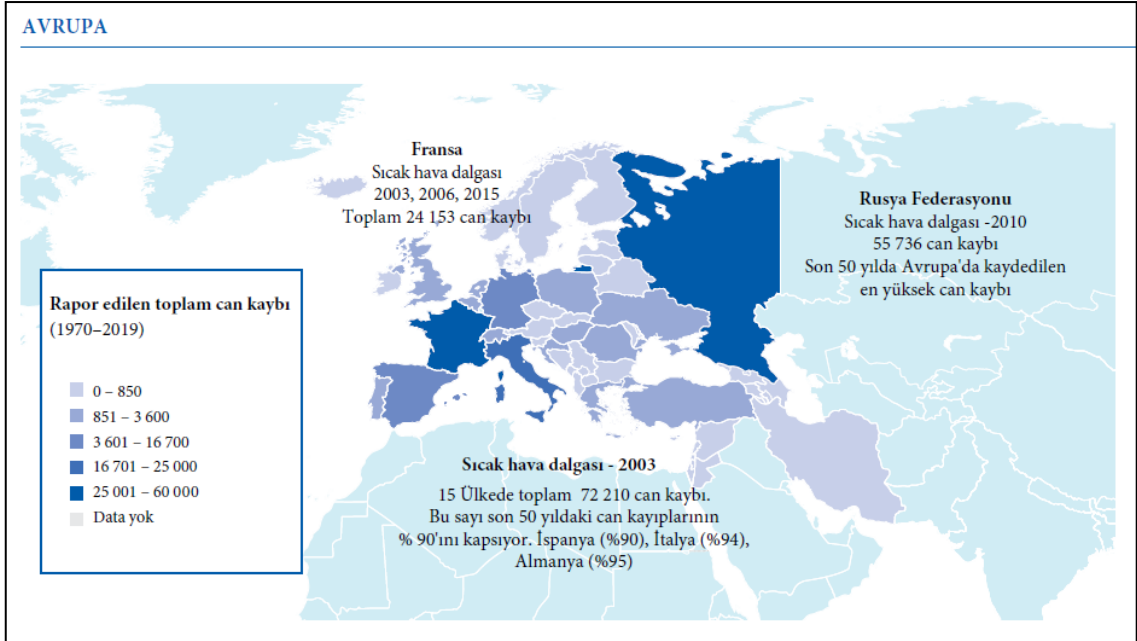 AVRUPA
Fransa
Sıcak hava dalgası
2003, 2006, 2015
Toplam 24 153 can kaybı
Rusya Federasyonu
Sıcak hava dalgası -2010
55 736 can kaybı
Son 50 yılda Avrupa'da kaydedilen
en yüksek can kaybı
Rapor edilen toplam can kaybı
(1970–2019)
0 – 850
851 – 3 600
3 601 – 16 700
16 701 – 25 000
25 001 – 60 000
Data yok
Sıcak hava dalgası - 2003
15 Ülkede toplam 72 210 can kaybı.
Bu sayı son 50 yıldaki can kayıplarının
% 90'ını kapsıyor. İspanya (%90), İtalya (%94),
Almanya (%95)